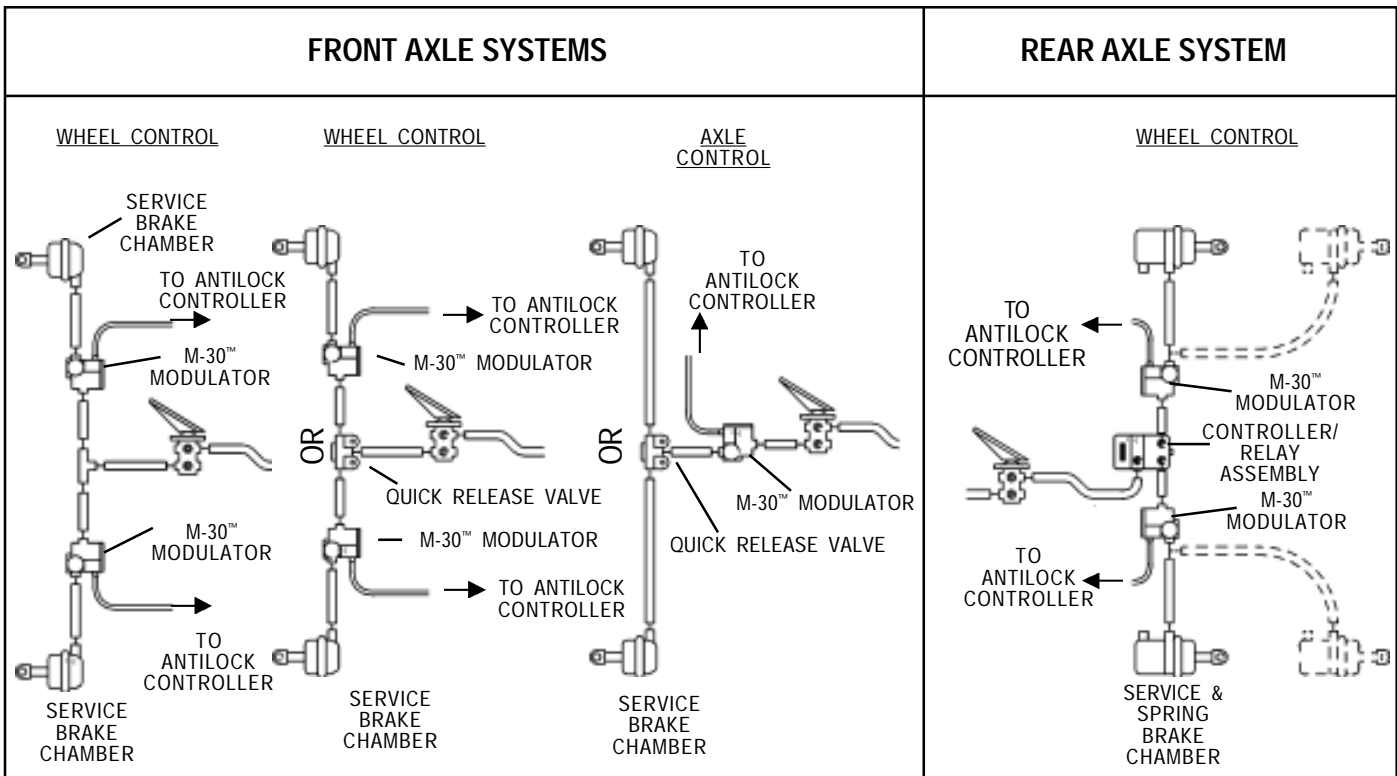 FRONT AXLE SYSTEMS
REAR AXLE SYSTEM
WHEEL CONTROL
SERVICE
BRAKE
CHAMBER
TO ANTILOCK
CONTROLLER
M-30™
MODULATOR
M-30™
MODULATOR
TO
ANTILOCK
CONTROLLER
SERVICE
BRAKE
CHAMBER
OR
WHEEL CONTROL
TO ANTILOCK
CONTROLLER
M-30™ MODULATOR
QUICK RELEASE VALVE
M-30™ MODULATOR
TO ANTILOCK
CONTROLLER
SERVICE
BRAKE
CHAMBER
OR
AXLE
CONTROL
TO
ANTILOCK
CONTROLLER
M-30™ MODULATOR
QUICK RELEASE VALVE
SERVICE
BRAKE
CHAMBER
WHEEL CONTROL
TO
ANTILOCK
CONTROLLER
M-30™
MODULATOR
CONTROLLER/
RELAY
ASSEMBLY
M-30™
MODULATOR
TO
ANTILOCK
CONTROLLER
SERVICE &
SPRING
BRAKE
CHAMBER